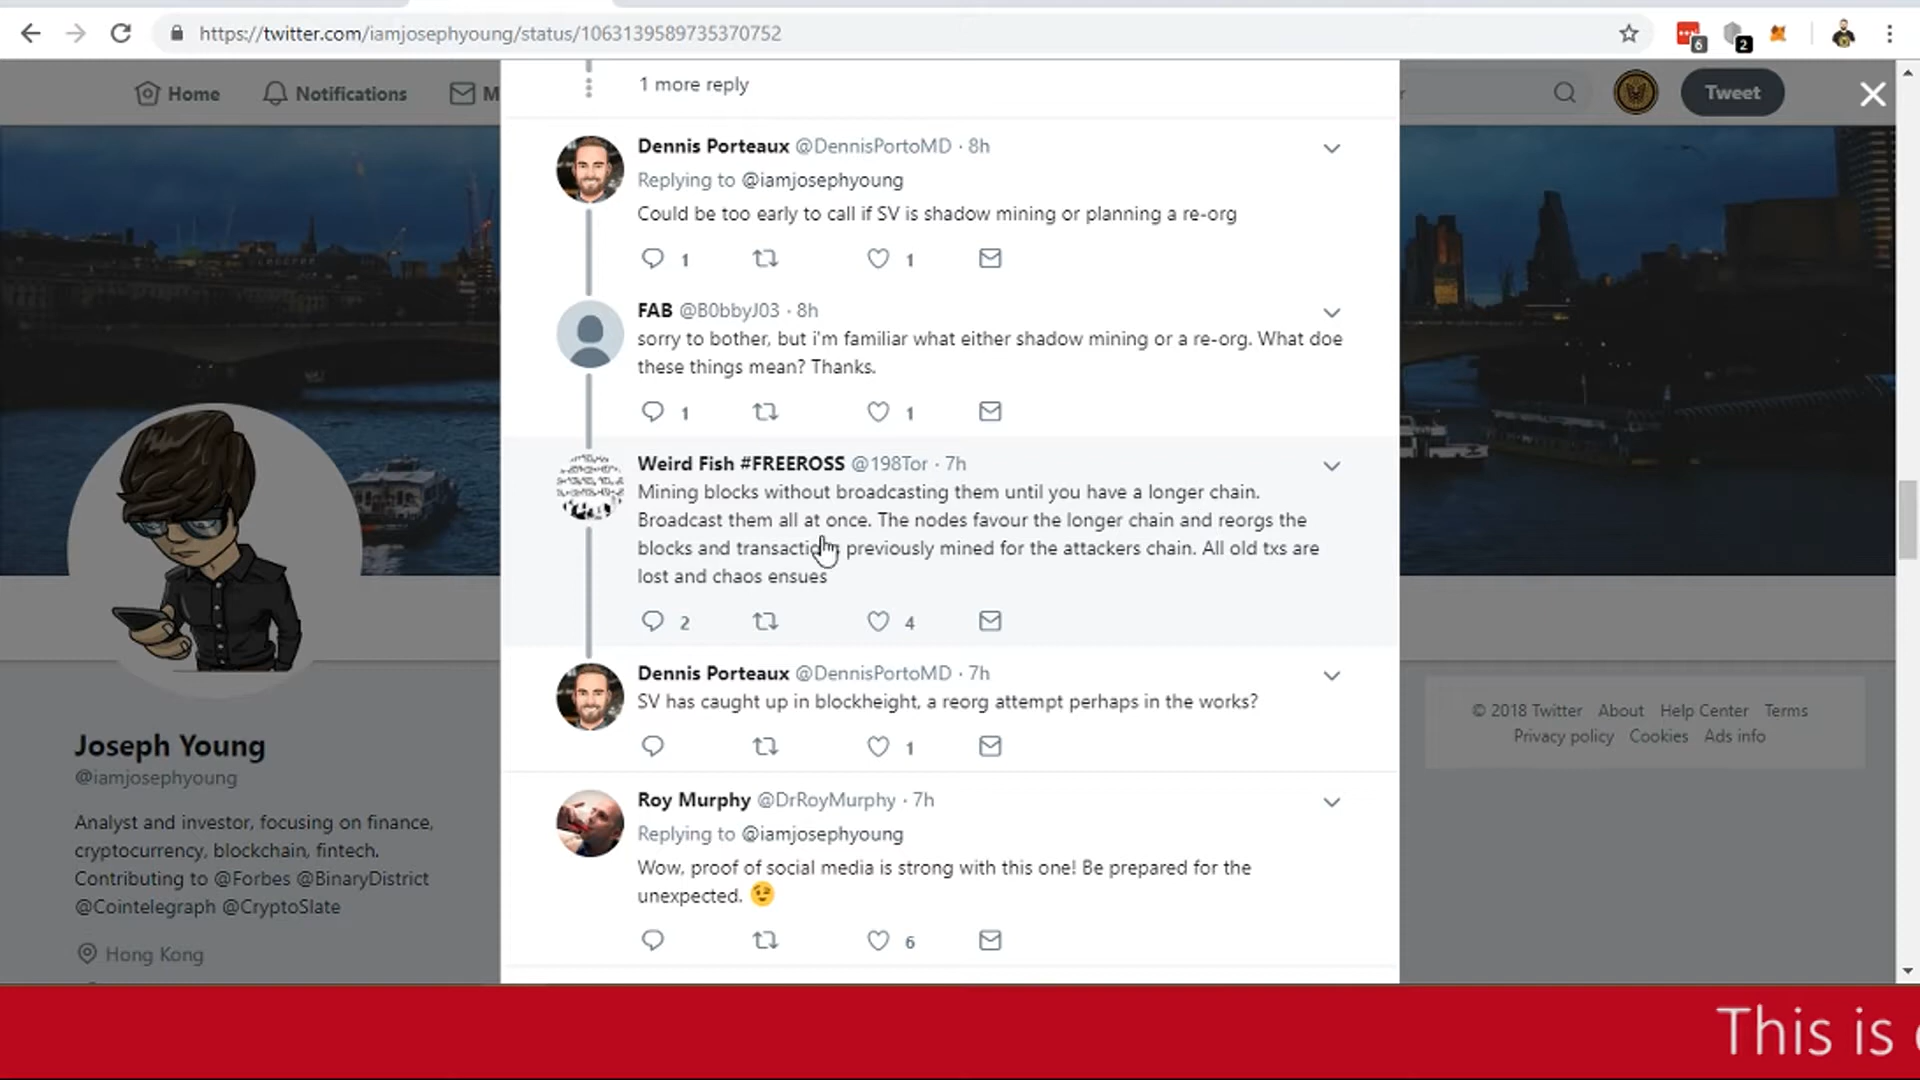 https://twitter.com/iamjosephyoung/status/1063139589735370752
6
2
Home
Notifications
M
Tweet
1 more reply
Dennis Porteaux @DennisPortoMD · 8h
Replying to @iamjosephyoung
Could be too early to call if SV is shadow mining or planning a re-org
1
1
FAB @B0bbyJ03 · 8h
sorry to bother, but i'm familiar what either shadow mining or a re-org. What doe
these things mean? Thanks.
1
1
Weird Fish #FREEROSS @198Tor · 7h
Mining blocks without broadcasting them until you have a longer chain.
Broadcast them all at once. The nodes favour the longer chain and reorgs the
blocks and transactions previously mined for the attackers chain. All old txs are
lost and chaos ensues
2
4
Dennis Porteaux @DennisPortoMD · 7h
SV has caught up in blockheight, a reorg attempt perhaps in the works?
1
Roy Murphy @DrRoyMurphy · 7h
Replying to @iamjosephyoung
Wow, proof of social media is strong with this one! Be prepared for the
unexpected. 😉
6
Joseph Young
@iamjosephyoung
Analyst and investor, focusing on finance,
cryptocurrency, blockchain, fintech.
Contributing to @Forbes @BinaryDistrict
@Cointelegraph @CryptoSlate
Hong Kong
© 2018 Twitter About Help Center Terms
Privacy policy Cookies Ads info
This is